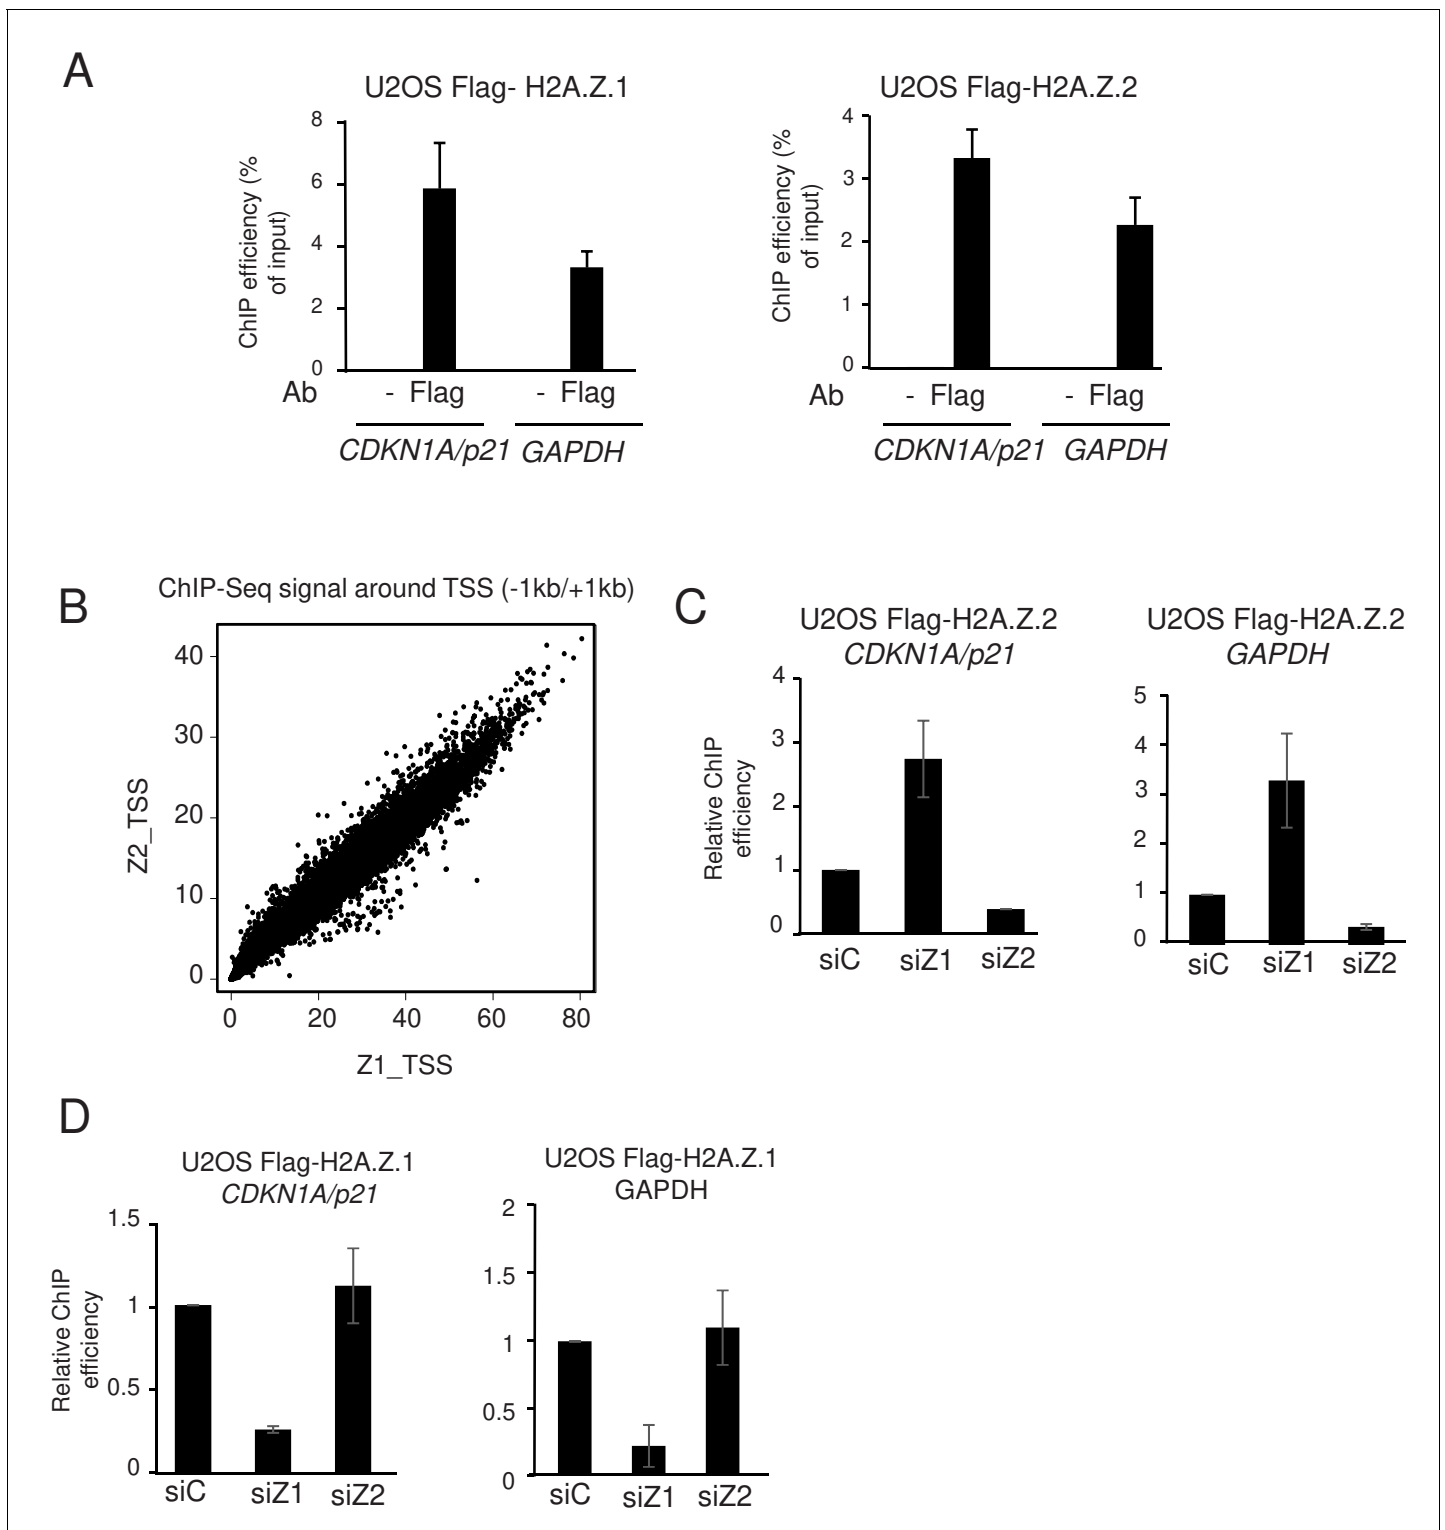 A
U2OS Flag- H2A.Z.1
ChIP efficiency (%
of input)
8
6
4
2
0
Ab - Flag - Flag
CDKN1A/p21 GAPDH
U2OS Flag-H2A.Z.2
ChIP efficiency (%
of input)
4
3
2
1
0
Ab - Flag - Flag
CDKN1A/p21 GAPDH
B
ChIP-Seq signal around TSS (-1kb/+1kb)
Z2_TSS
40
30
20
10
0
0 20 40 60 80
Z1_TSS
C
U2OS Flag-H2A.Z.2
CDKN1A/p21
Relative ChIP
efficiency
4
3
2
1
0
siC siZ1 siZ2
U2OS Flag-H2A.Z.2
GAPDH
5
4
3
2
1
0
siC siZ1 siZ2
D
U2OS Flag-H2A.Z.1
CDKN1A/p21
Relative ChIP
efficiency
1.5
1
0.5
0
siC siZ1 siZ2
U2OS Flag-H2A.Z.1
GAPDH
2
1.5
1
0.5
0
siC siZ1 siZ2